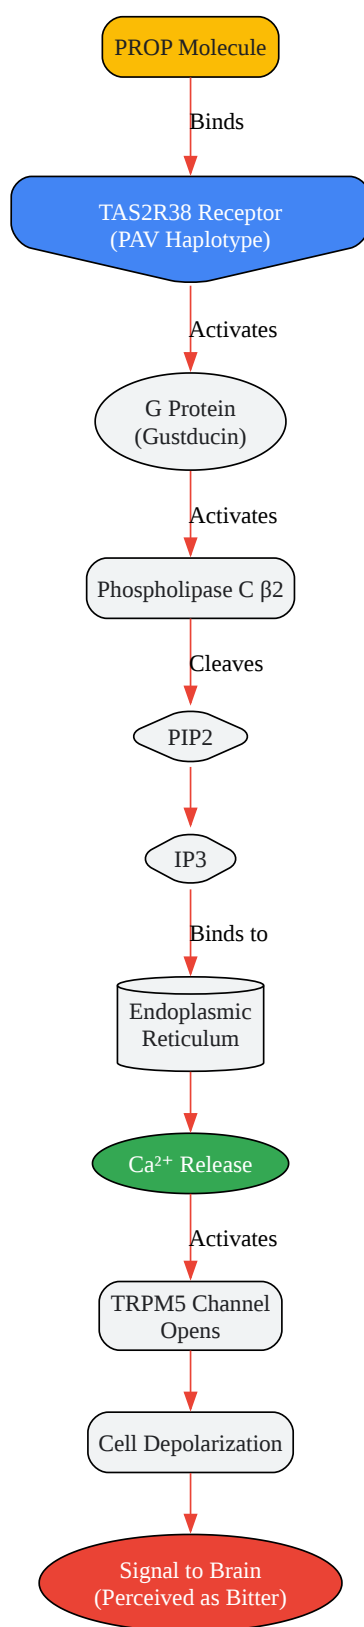 PROP Molecule
Binds
TAS2R38 Receptor
(PAV Haplotype)
Activates
G Protein
(Gustducin)
Activates
Phospholipase C β2
Cleaves
PIP2
IP3
Binds to
Endoplasmic
Reticulum
Ca²⁺ Release
Activates
TRPM5 Channel
Opens
Cell Depolarization
Signal to Brain
(Perceived as Bitter)